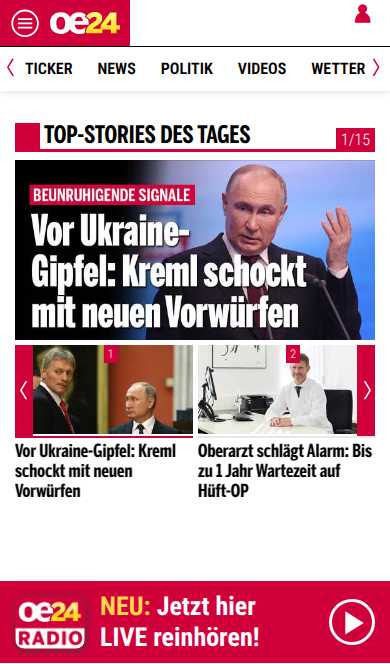 oe24
TICKER NEWS POLITIK VIDEOS WETTER
TOP-STORIES DES TAGES
1/15
BEUNRUHIGENDE SIGNALE
Vor Ukraine-
Gipfel: Kreml schockt
mit neuen Vorwürfen
1
2
Vor Ukraine-Gipfel: Kreml
schockt mit neuen
Vorwürfen
Oberarzt schlägt Alarm: Bis
zu 1 Jahr Wartezeit auf
Hüft-OP
oe24
RADIO
NEU: Jetzt hier
LIVE reinhören!